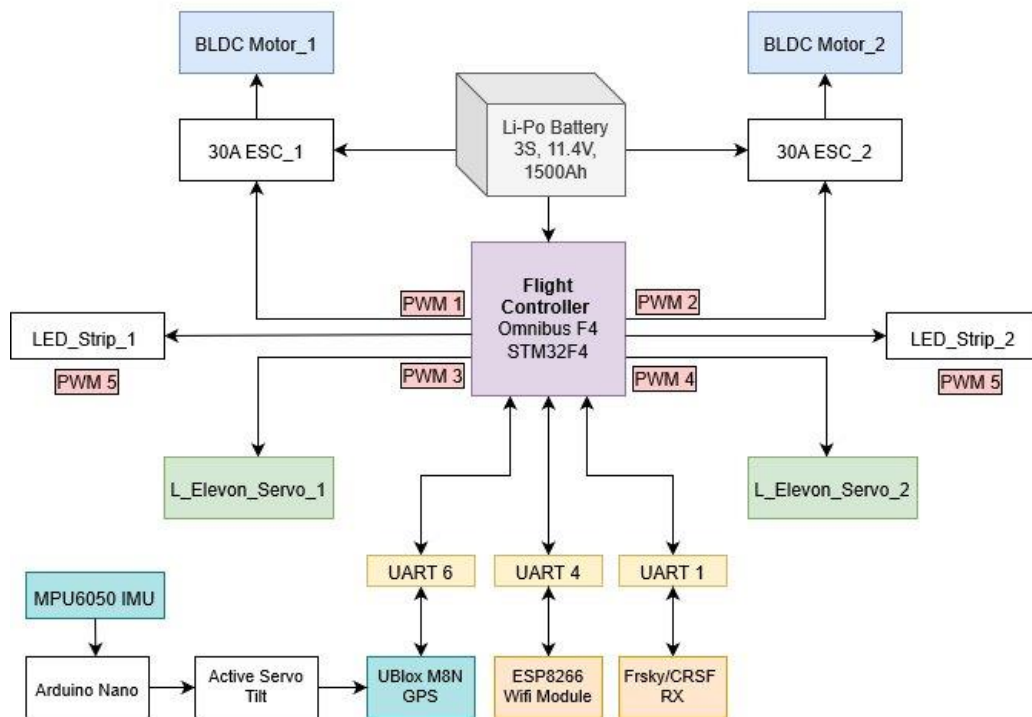 BLDC Motor_1
BLDC Motor_2
Li-Po Battery
3S, 11.4V,
1500Ah
30A ESC_1
30A ESC_2
Flight
Controller
Omnibus F4
STM32F4
PWM 1
PWM 2
LED_Strip_1
LED_Strip_2
PWM 5
PWM 3
PWM 4
PWM 5
L_Elevon_Servo_1
L_Elevon_Servo_2
UART 6
UART 4
UART 1
MPU6050 IMU
Arduino Nano
Active Servo
Tilt
UBlox M8N
GPS
ESP8266
Wifi Module
Frsky/CRSF
RX